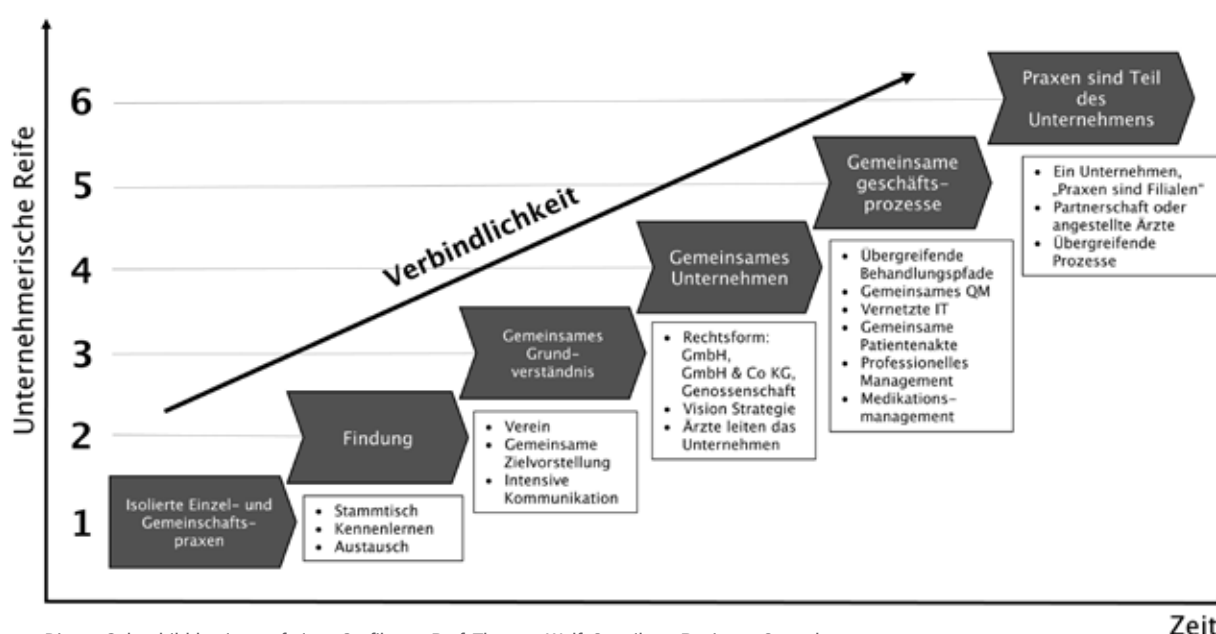 Unternehmerische Reife
6
5
4
3
2
1
Verbindlichkeit
Isolierte Einzel- und
Gemeinschafts-
praxen
Findung
• Stammtisch
• Kennenlernen
• Austausch
Gemeinsames
Grund-
verständnis
• Verein
• Gemeinsame
Zielvorstellung
• Intensive
Kommunikation
Gemeinsames
Unternehmen
• Rechtsform:
GmbH,
GmbH & Co KG,
Genossenschaft
• Vision Strategie
• Ärzte leiten das
Unternehmen
Gemeinsame
geschäfts-
prozesse
• Übergreifende
Behandlungspfade
• Gemeinsames QM
• Vernetzte IT
• Gemeinsame
Patientenakte
• Professionelles
Management
• Medikations-
management
Praxen sind Teil
des
Unternehmens
• Ein Unternehmen,
„Praxen sind Filialen“
• Partnerschaft oder
angestellte Ärzte
• Übergreifende
Prozesse
Zeit